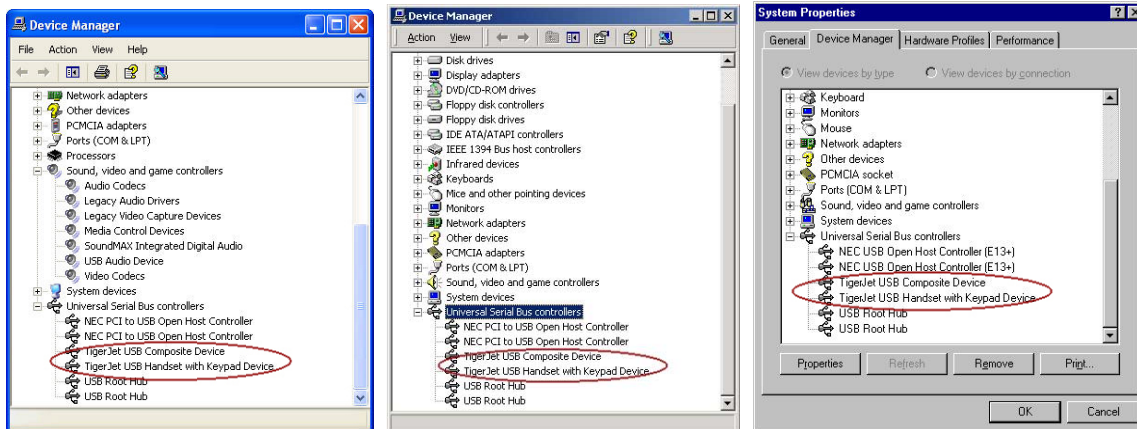 Device Manager
File Action View Help
Network adapters
Other devices
PCMCIA adapters
Ports (COM & LPT)
Processors
Sound, video and game controllers
Audio Codecs
Legacy Audio Drivers
Legacy Video Capture Devices
Media Control Devices
SoundMAX Integrated Digital Audio
USB Audio Device
Video Codecs
System devices
Universal Serial Bus controllers
NEC PCI to USB Open Host Controller
NEC PCI to USB Open Host Controller
TigerJet USB Composite Device
TigerJet USB Handset with Keypad Device
USB Root Hub
USB Root Hub
Device Manager
Action View
Disk drives
Display adapters
DVD/CD-ROM drives
Floppy disk controllers
Floppy disk drives
IDE ATA/ATAPI controllers
IEEE 1394 Bus host controllers
Infrared devices
Keyboards
Mice and other pointing devices
Monitors
Network adapters
Other devices
PCMCIA adapters
Ports (COM & LPT)
Sound, video and game controllers
System devices
Universal Serial Bus controllers
NEC PCI to USB Open Host Controller
NEC PCI to USB Open Host Controller
TigerJet USB Composite Device
TigerJet USB Handset with Keypad Device
USB Root Hub
USB Root Hub
System Properties
General Device Manager Hardware Profiles Performance
View devices by type View devices by connection
Keyboard
Monitors
Mouse
Network adapters
Other devices
PCMCIA socket
Ports (COM & LPT)
Sound, video and game controllers
System devices
Universal Serial Bus controllers
NEC USB Open Host Controller (E13+)
NEC USB Open Host Controller (E13+)
TigerJet USB Composite Device
TigerJet USB Handset with Keypad Device
USB Root Hub
USB Root Hub
Properties Refresh Remove Print...
OK Cancel